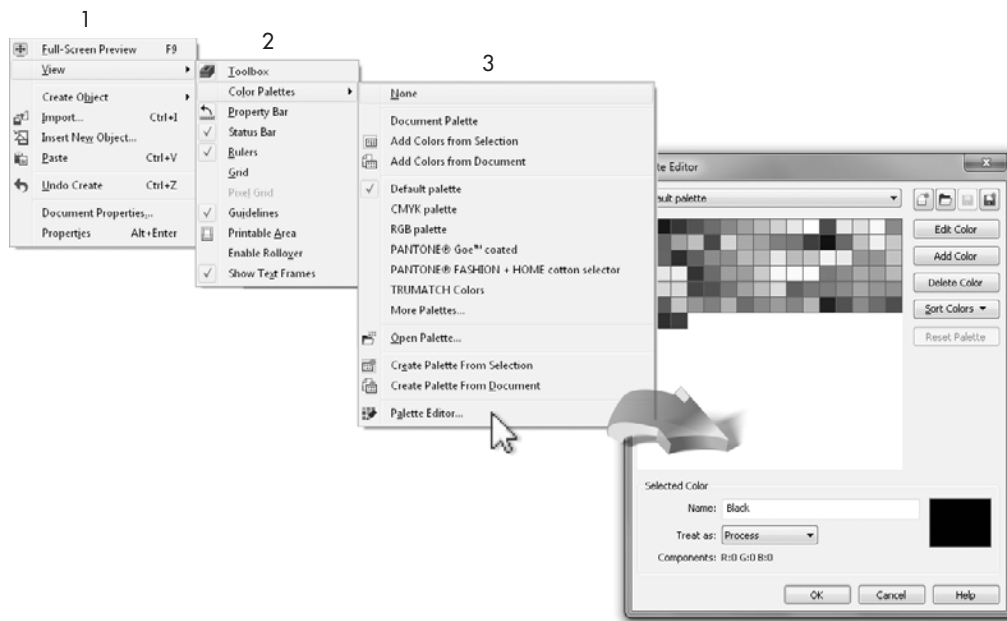 1
Full-Screen Preview F9
View
Create Object
Import... Ctrl+I
Insert New Object...
Paste Ctrl+V
Undo Create Ctrl+Z
Document Properties...
Properties Alt+Enter
2
Toolbox
Color Palettes
Property Bar
Status Bar
Rulers
Grid
Pixel Grid
Guidelines
Printable Area
Enable Rollover
Show Text Frames
3
None
Document Palette
Add Colors from Selection
Add Colors from Document
Default palette
CMYK palette
RGB palette
PANTONE® Goe™ coated
PANTONE® FASHION + HOME cotton selector
TRUMATCH Colors
More Palettes...
Open Palette...
Create Palette From Selection
Create Palette From Document
Palette Editor...
te Editor
ault palette
Edit Color
Add Color
Delete Color
Sort Colors
Reset Palette
Selected Color
Name: Black
Treat as: Process
Components: R:0 G:0 B:0
OK Cancel Help